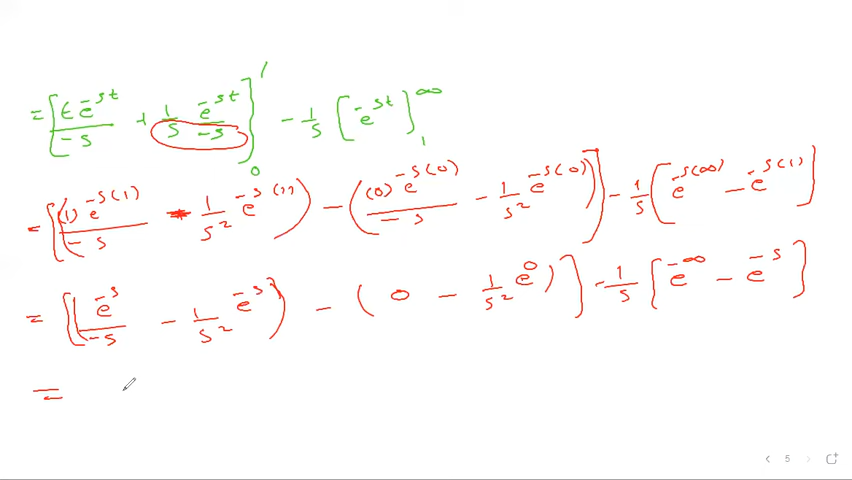 = [ t e^{-st} / -s + 1/s e^{-st} / -s ]_0^1 - 1/s [ e^{-st} ]_1^∞
= [ ( (1) e^{-s(1)} / -s - 1/s² e^{-s(1)} ) - ( (0) e^{-s(0)} / -s - 1/s² e^{-s(0)} ) ] - 1/s [ e^{-s(∞)} - e^{-s(1)} ]
= [ ( e^{-s} / -s - 1/s² e^{-s} ) - ( 0 - 1/s² e^0 ) ] - 1/s [ e^{-∞} - e^{-s} ]
=
5